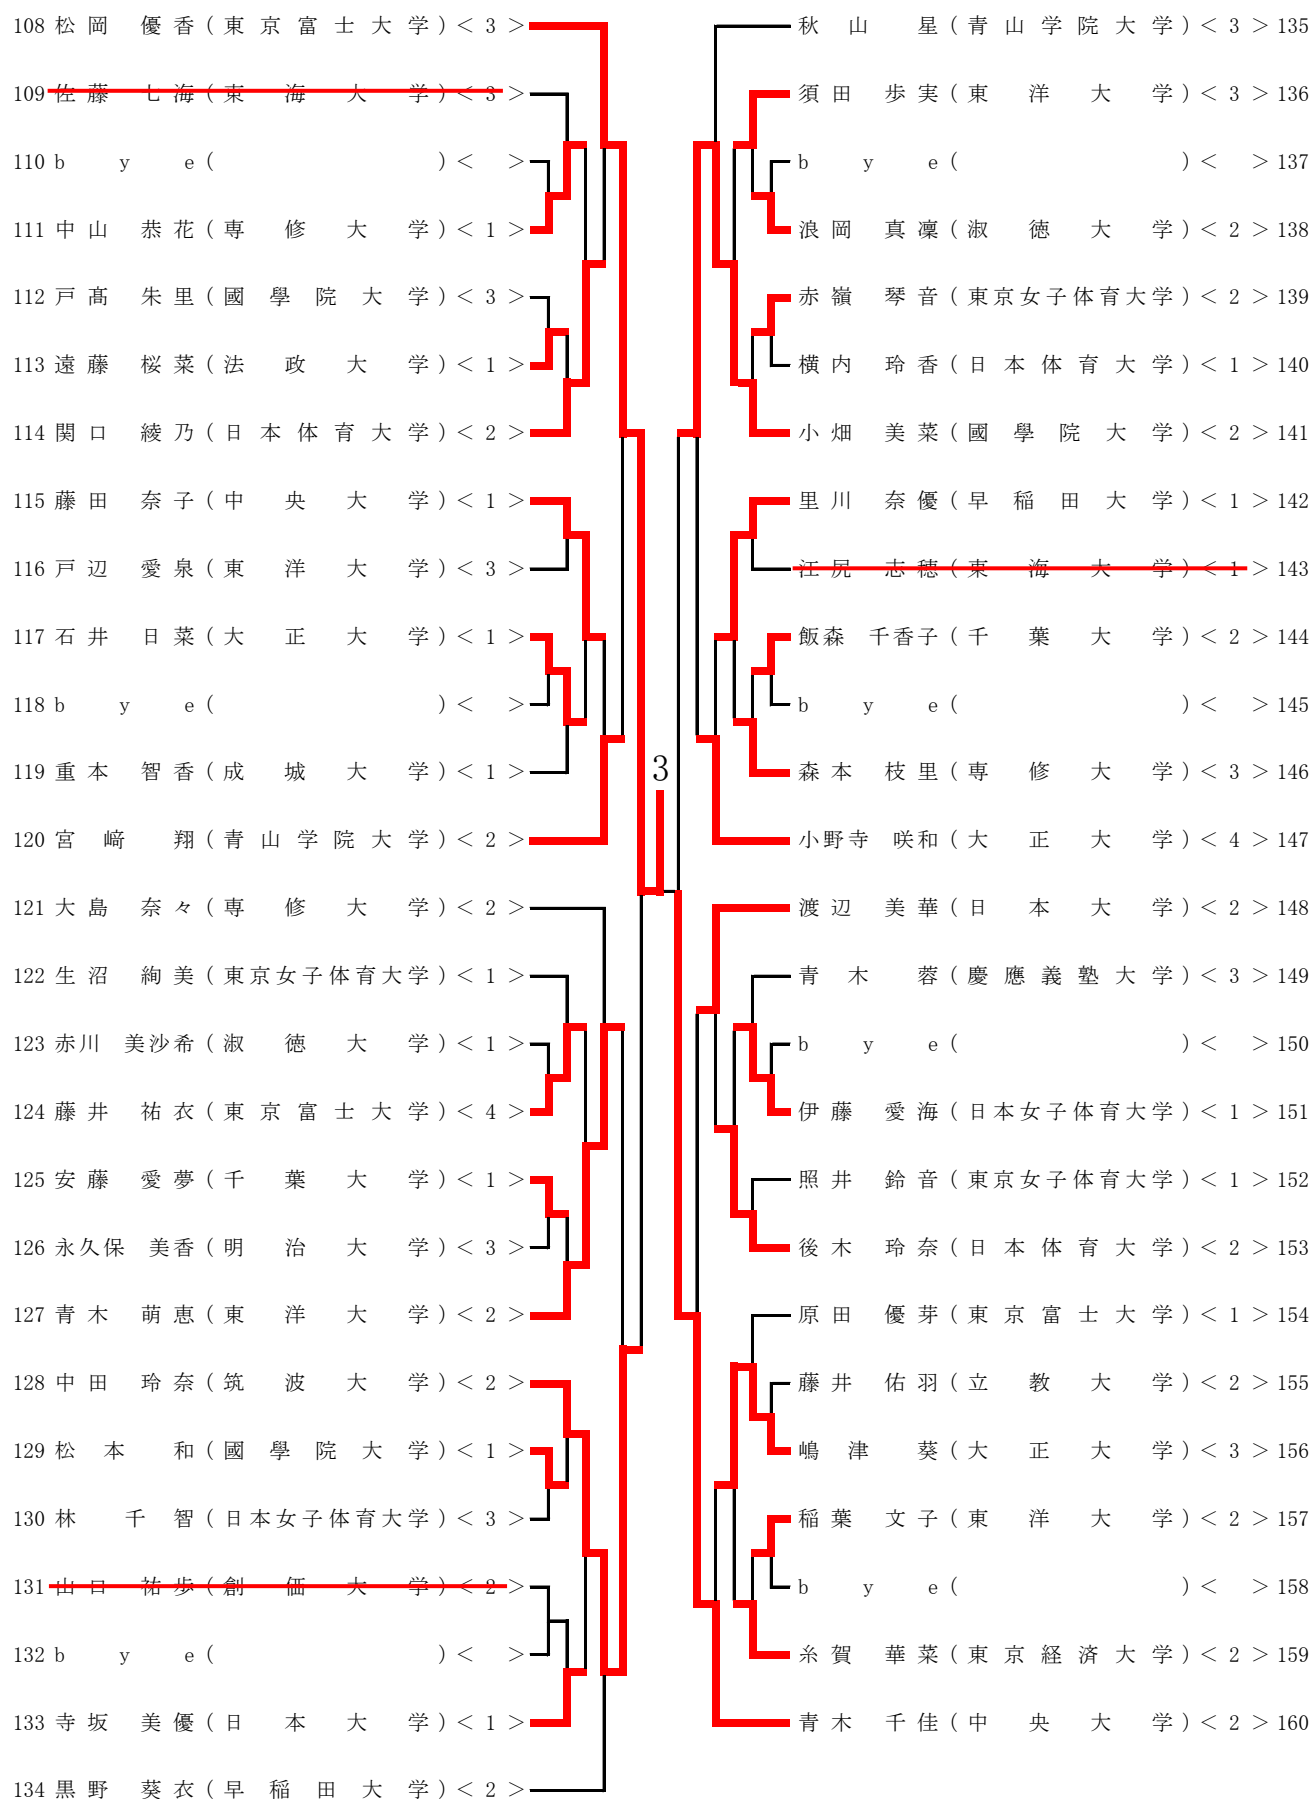 108 松岡 優香 (東京富士大学) < 3 >
109 佐藤 七海 (東海大学) < 3 >
110 bye ( ) < >
111 中山 恭花 (専修大学) < 1 >
112 戸髙 朱里 (國學院大学) < 3 >
113 遠藤 桜菜 (法政大学) < 1 >
114 関口 綾乃 (日本体育大学) < 2 >
115 藤田 奈子 (中央大学) < 1 >
116 戸辺 愛泉 (東洋大学) < 3 >
117 石井 日菜 (大正大学) < 1 >
118 bye ( ) < >
119 重本 智香 (成城大学) < 1 >
120 宮﨑 翔 (青山学院大学) < 2 >
121 大島 奈々 (専修大学) < 2 >
122 生沼 絢美 (東京女子体育大学) < 1 >
123 赤川 美沙希 (淑徳大学) < 1 >
124 藤井 祐衣 (東京富士大学) < 4 >
125 安藤 愛夢 (千葉大学) < 1 >
126 永久保 美香 (明治大学) < 3 >
127 青木 萌恵 (東洋大学) < 2 >
128 中田 玲奈 (筑波大学) < 2 >
129 松本 和 (國學院大学) < 1 >
130 林 千智 (日本女子体育大学) < 3 >
131 山口 祐歩 (創価大学) < 2 >
132 bye ( ) < >
133 寺坂 美優 (日本大学) < 1 >
134 黒野 葵衣 (早稲田大学) < 2 >
3
秋山 星 (青山学院大学) < 3 > 135
須田 歩実 (東洋大学) < 3 > 136
bye ( ) < > 137
浪岡 真凜 (淑徳大学) < 2 > 138
赤嶺 琴音 (東京女子体育大学) < 2 > 139
横内 玲香 (日本体育大学) < 1 > 140
小畑 美菜 (國學院大学) < 2 > 141
里川 奈優 (早稲田大学) < 1 > 142
江尻 志穂 (東海大学) < 1 > 143
飯森 千香子 (千葉大学) < 2 > 144
bye ( ) < > 145
森本 枝里 (専修大学) < 3 > 146
小野寺 咲和 (大正大学) < 4 > 147
渡辺 美華 (日本大学) < 2 > 148
青木 蓉 (慶應義塾大学) < 3 > 149
bye ( ) < > 150
伊藤 愛海 (日本女子体育大学) < 1 > 151
照井 鈴音 (東京女子体育大学) < 1 > 152
後木 玲奈 (日本体育大学) < 2 > 153
原田 優芽 (東京富士大学) < 1 > 154
藤井 佑羽 (立教大学) < 2 > 155
嶋津 葵 (大正大学) < 3 > 156
稲葉 文子 (東洋大学) < 2 > 157
bye ( ) < > 158
糸賀 華菜 (東京経済大学) < 2 > 159
青木 千佳 (中央大学) < 2 > 160